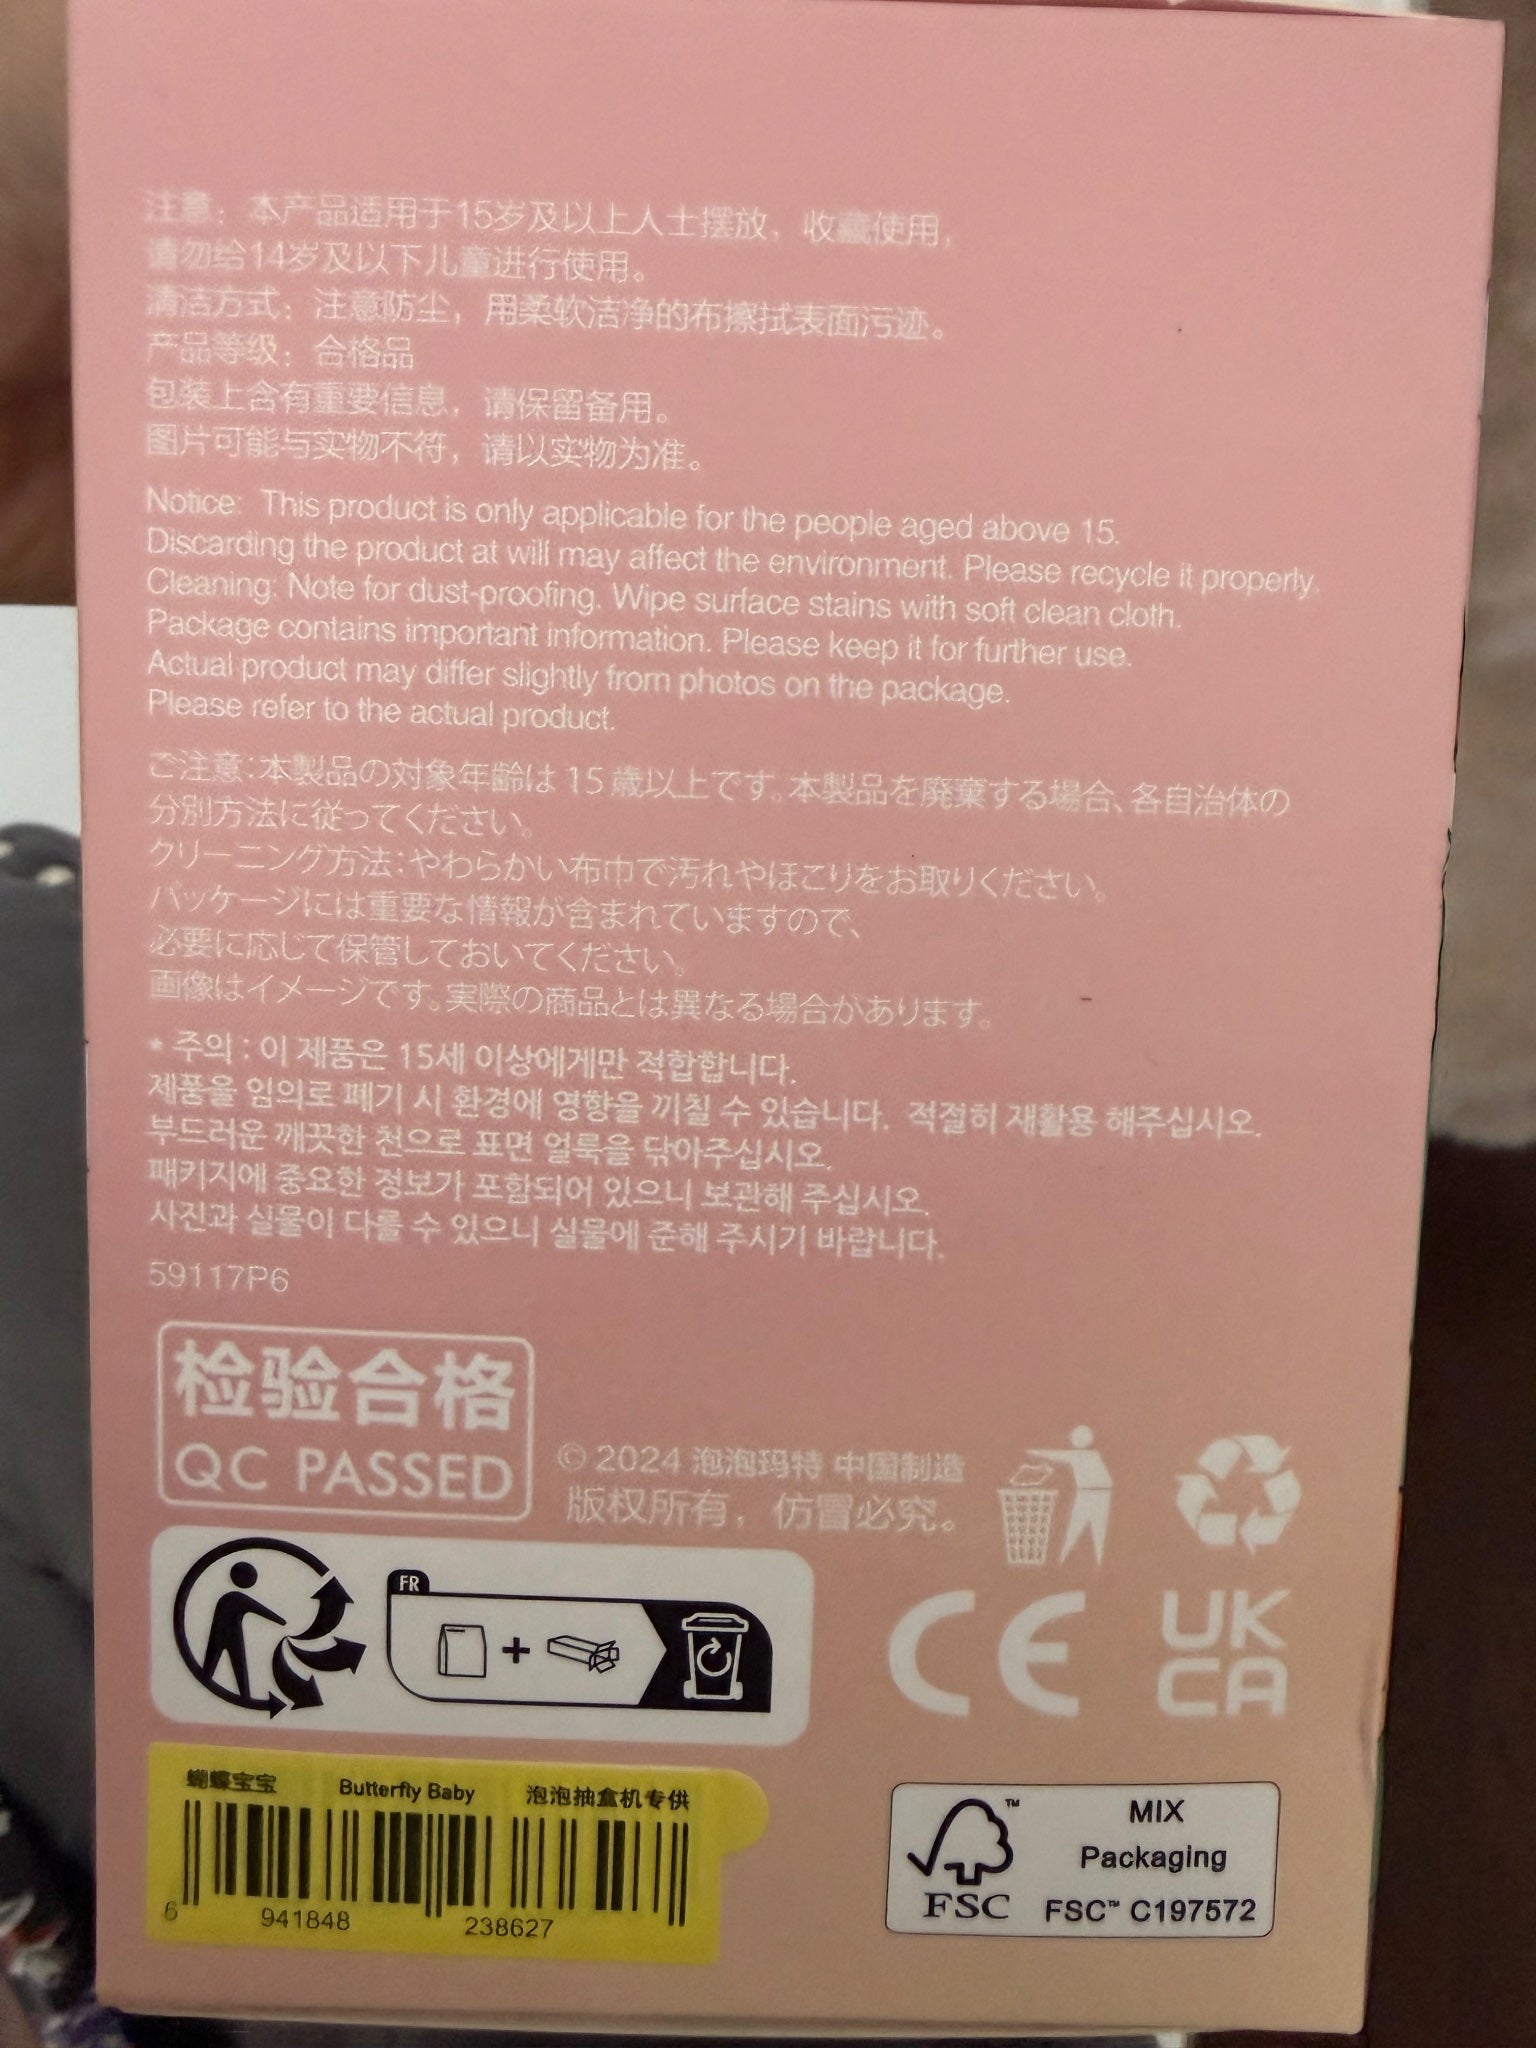 注意：本产品适用于15岁及以上人士摆放，收藏使用，
请勿给14岁及以下儿童进行使用。
清洁方式：注意防尘，用柔软洁净的布擦拭表面污迹。
产品等级：合格品
包装上含有重要信息，请保留备用。
图片可能与实物不符，请以实物为准。
Notice: This product is only applicable for the people aged above 15.
Discarding the product at will may affect the environment. Please recycle it properly.
Cleaning: Note for dust-proofing. Wipe surface stains with soft clean cloth.
Package contains important information. Please keep it for further use.
Actual product may differ slightly from photos on the package.
Please refer to the actual product.
ご注意：本製品の対象年齢は 15 歳以上です。本製品を廃棄する場合、各自治体の
分別方法に従ってください。
クリーニング方法：やわらかい布巾で汚れやほこりをお取りください。
パッケージには重要な情報が含まれていますので、
必要に応じて保管しておいてください。
画像はイメージです。実際の商品とは異なる場合があります。
* 주의 : 이 제품은 15세 이상에게만 적합합니다.
제품을 임의로 폐기 시 환경에 영향을 끼칠 수 있습니다. 적절히 재활용 해주십시오.
부드러운 깨끗한 천으로 표면 얼룩을 닦아주십시오.
패키지에 중요한 정보가 포함되어 있으니 보관해 주십시오.
사진과 실물이 다를 수 있으니 실물에 준해 주시기 바랍니다.
59117P6
检验合格
QC PASSED
© 2024 泡泡玛特 中国制造
版权所有，仿冒必究。
FR
CE
UK
CA
蝴蝶宝宝 Butterfly Baby 泡泡抽盒机专供
6 941848 238627
FSC™
MIX
Packaging
FSC™ C197572